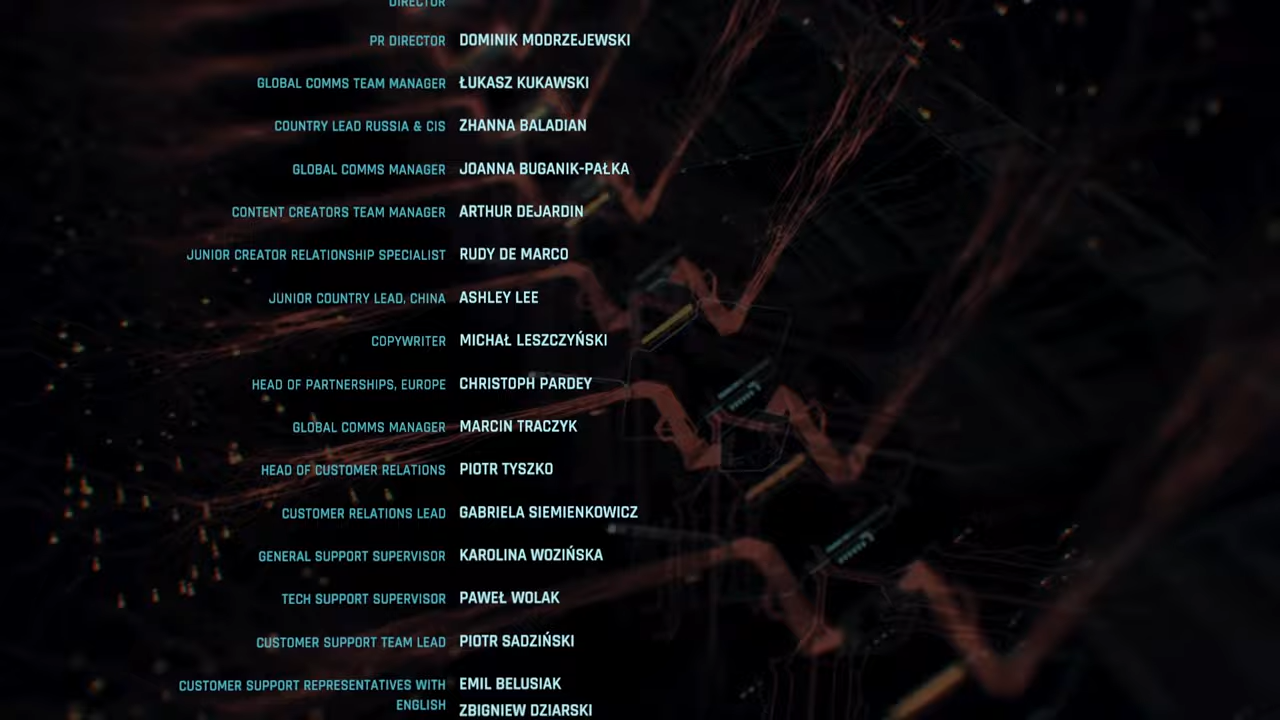 DIRECTOR
PR DIRECTOR DOMINIK MODRZEJEWSKI
GLOBAL COMMS TEAM MANAGER ŁUKASZ KUKAWSKI
COUNTRY LEAD RUSSIA & CIS ZHANNA BALADIAN
GLOBAL COMMS MANAGER JOANNA BUGANIK-PAŁKA
CONTENT CREATORS TEAM MANAGER ARTHUR DEJARDIN
JUNIOR CREATOR RELATIONSHIP SPECIALIST RUDY DE MARCO
JUNIOR COUNTRY LEAD, CHINA ASHLEY LEE
COPYWRITER MICHAŁ LESZCZYŃSKI
HEAD OF PARTNERSHIPS, EUROPE CHRISTOPH PARDEY
GLOBAL COMMS MANAGER MARCIN TRACZYK
HEAD OF CUSTOMER RELATIONS PIOTR TYSZKO
CUSTOMER RELATIONS LEAD GABRIELA SIEMIENKOWICZ
GENERAL SUPPORT SUPERVISOR KAROLINA WOZIŃSKA
TECH SUPPORT SUPERVISOR PAWEŁ WOLAK
CUSTOMER SUPPORT TEAM LEAD PIOTR SADZIŃSKI
CUSTOMER SUPPORT REPRESENTATIVES WITH EMIL BELUSIAK
ENGLISH ZBIGNIEW DZIARSKI